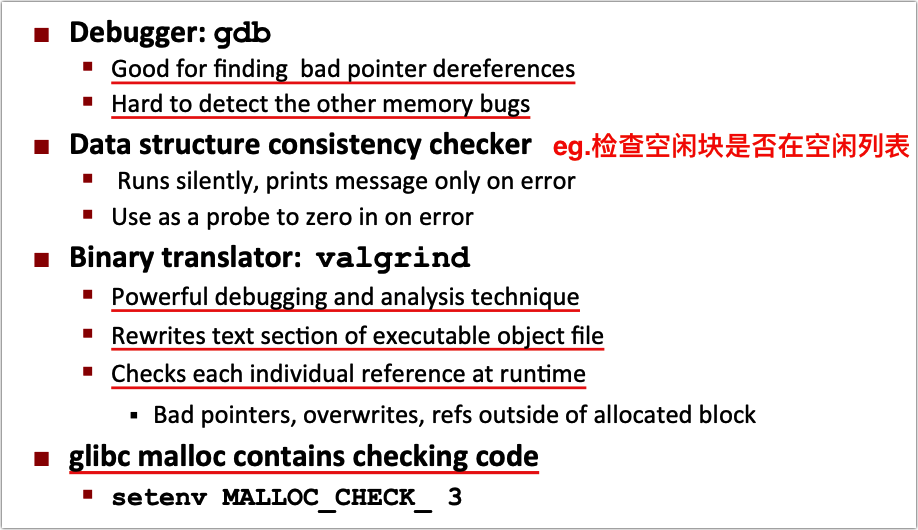 Debugger: gdb
Good for finding bad pointer dereferences
Hard to detect the other memory bugs
Data structure consistency checker eg.检查空闲块是否在空闲列表
Runs silently, prints message only on error
Use as a probe to zero in on error
Binary translator: valgrind
Powerful debugging and analysis technique
Rewrites text section of executable object file
Checks each individual reference at runtime
Bad pointers, overwrites, refs outside of allocated block
glibc malloc contains checking code
setenv MALLOC_CHECK_ 3